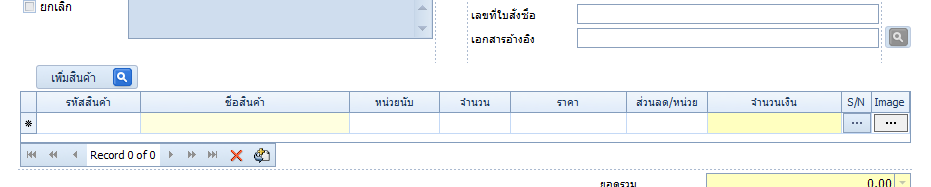 ยกเลิก
เลขที่ใบสั่งซื้อ
เอกสารอ้างอิง
เพิ่มสินค้า
รหัสสินค้า ชื่อสินค้า หน่วยนับ จำนวน ราคา ส่วนลด/หน่วย จำนวนเงิน S/N Image
* ... ...
Record 0 of 0
ยอดรวม 0.00